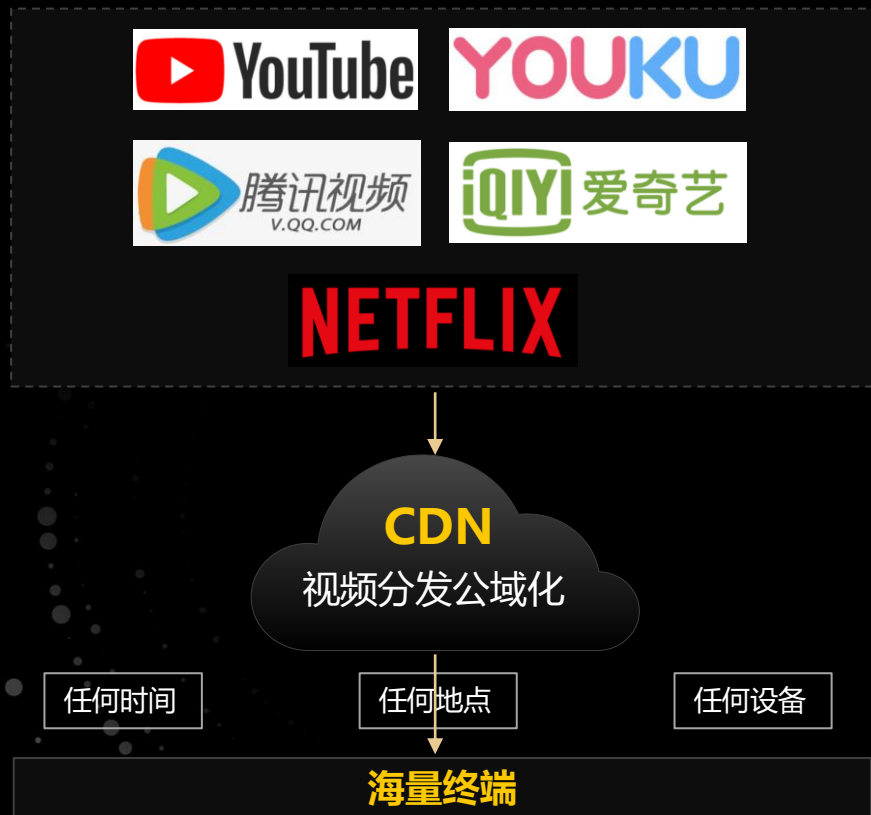 YouTube
YOUKU
腾讯视频
V.QQ.COM
iQIYI 爱奇艺
NETFLIX
CDN
视频分发公域化
任何时间
任何地点
任何设备
海量终端